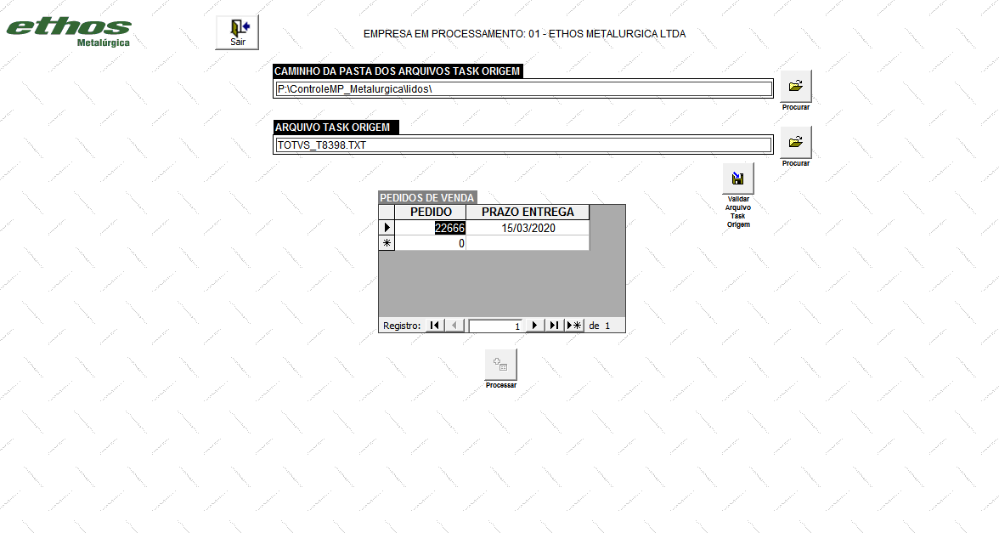 ethos
Metalúrgica
Sair
EMPRESA EM PROCESSAMENTO: 01 - ETHOS METALURGICA LTDA
CAMINHO DA PASTA DOS ARQUIVOS TASK ORIGEM
P:\ControleMP_Metalurgica\lidos\
Procurar
ARQUIVO TASK ORIGEM
TOTVS_T8398.TXT
Procurar
Validar
Arquivo
Task
Origem
PEDIDOS DE VENDA
PEDIDO PRAZO ENTREGA
22666 15/03/2020
0
Registro: 1 de 1
Processar